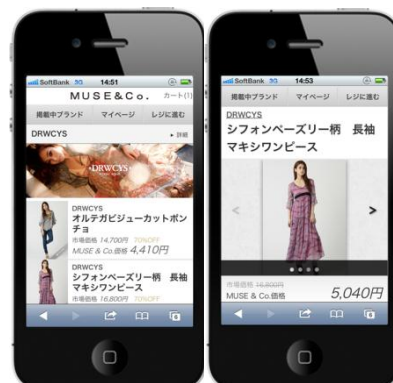 SoftBank 3G 14:51
MUSE&Co. カート(1)
掲載中ブランド マイページ レジに進む
DRWCYS ▸ 詳細
DRWCYS
DRWCYS
オルテガビジューカットポン
チョ
市場価格 14,700円 70%OFF
MUSE & Co.価格 4,410円
DRWCYS
シフォンペーズリー柄 長袖
マキシワンピース
市場価格 16,800円 70%OFF
SoftBank 3G 14:53
掲載中ブランド マイページ レジに進む
DRWCYS
シフォンペーズリー柄 長袖
マキシワンピース
市場価格 16,800円
MUSE & Co.価格 5,040円